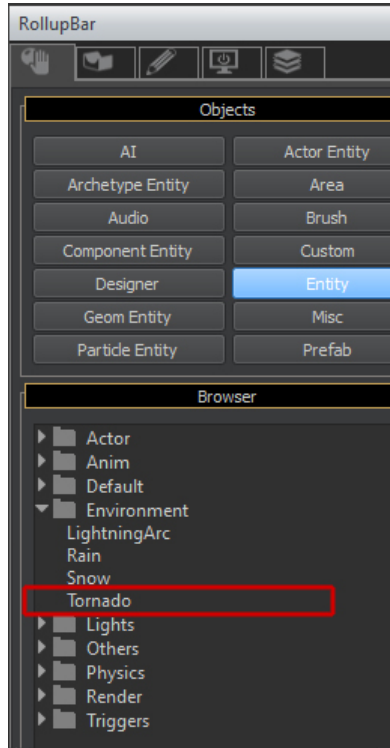 RollupBar
Objects
AI Actor Entity
Archetype Entity Area
Audio Brush
Component Entity Custom
Designer Entity
Geom Entity Misc
Particle Entity Prefab
Browser
Actor
Anim
Default
Environment
LightningArc
Rain
Snow
Tornado
Lights
Others
Physics
Render
Triggers